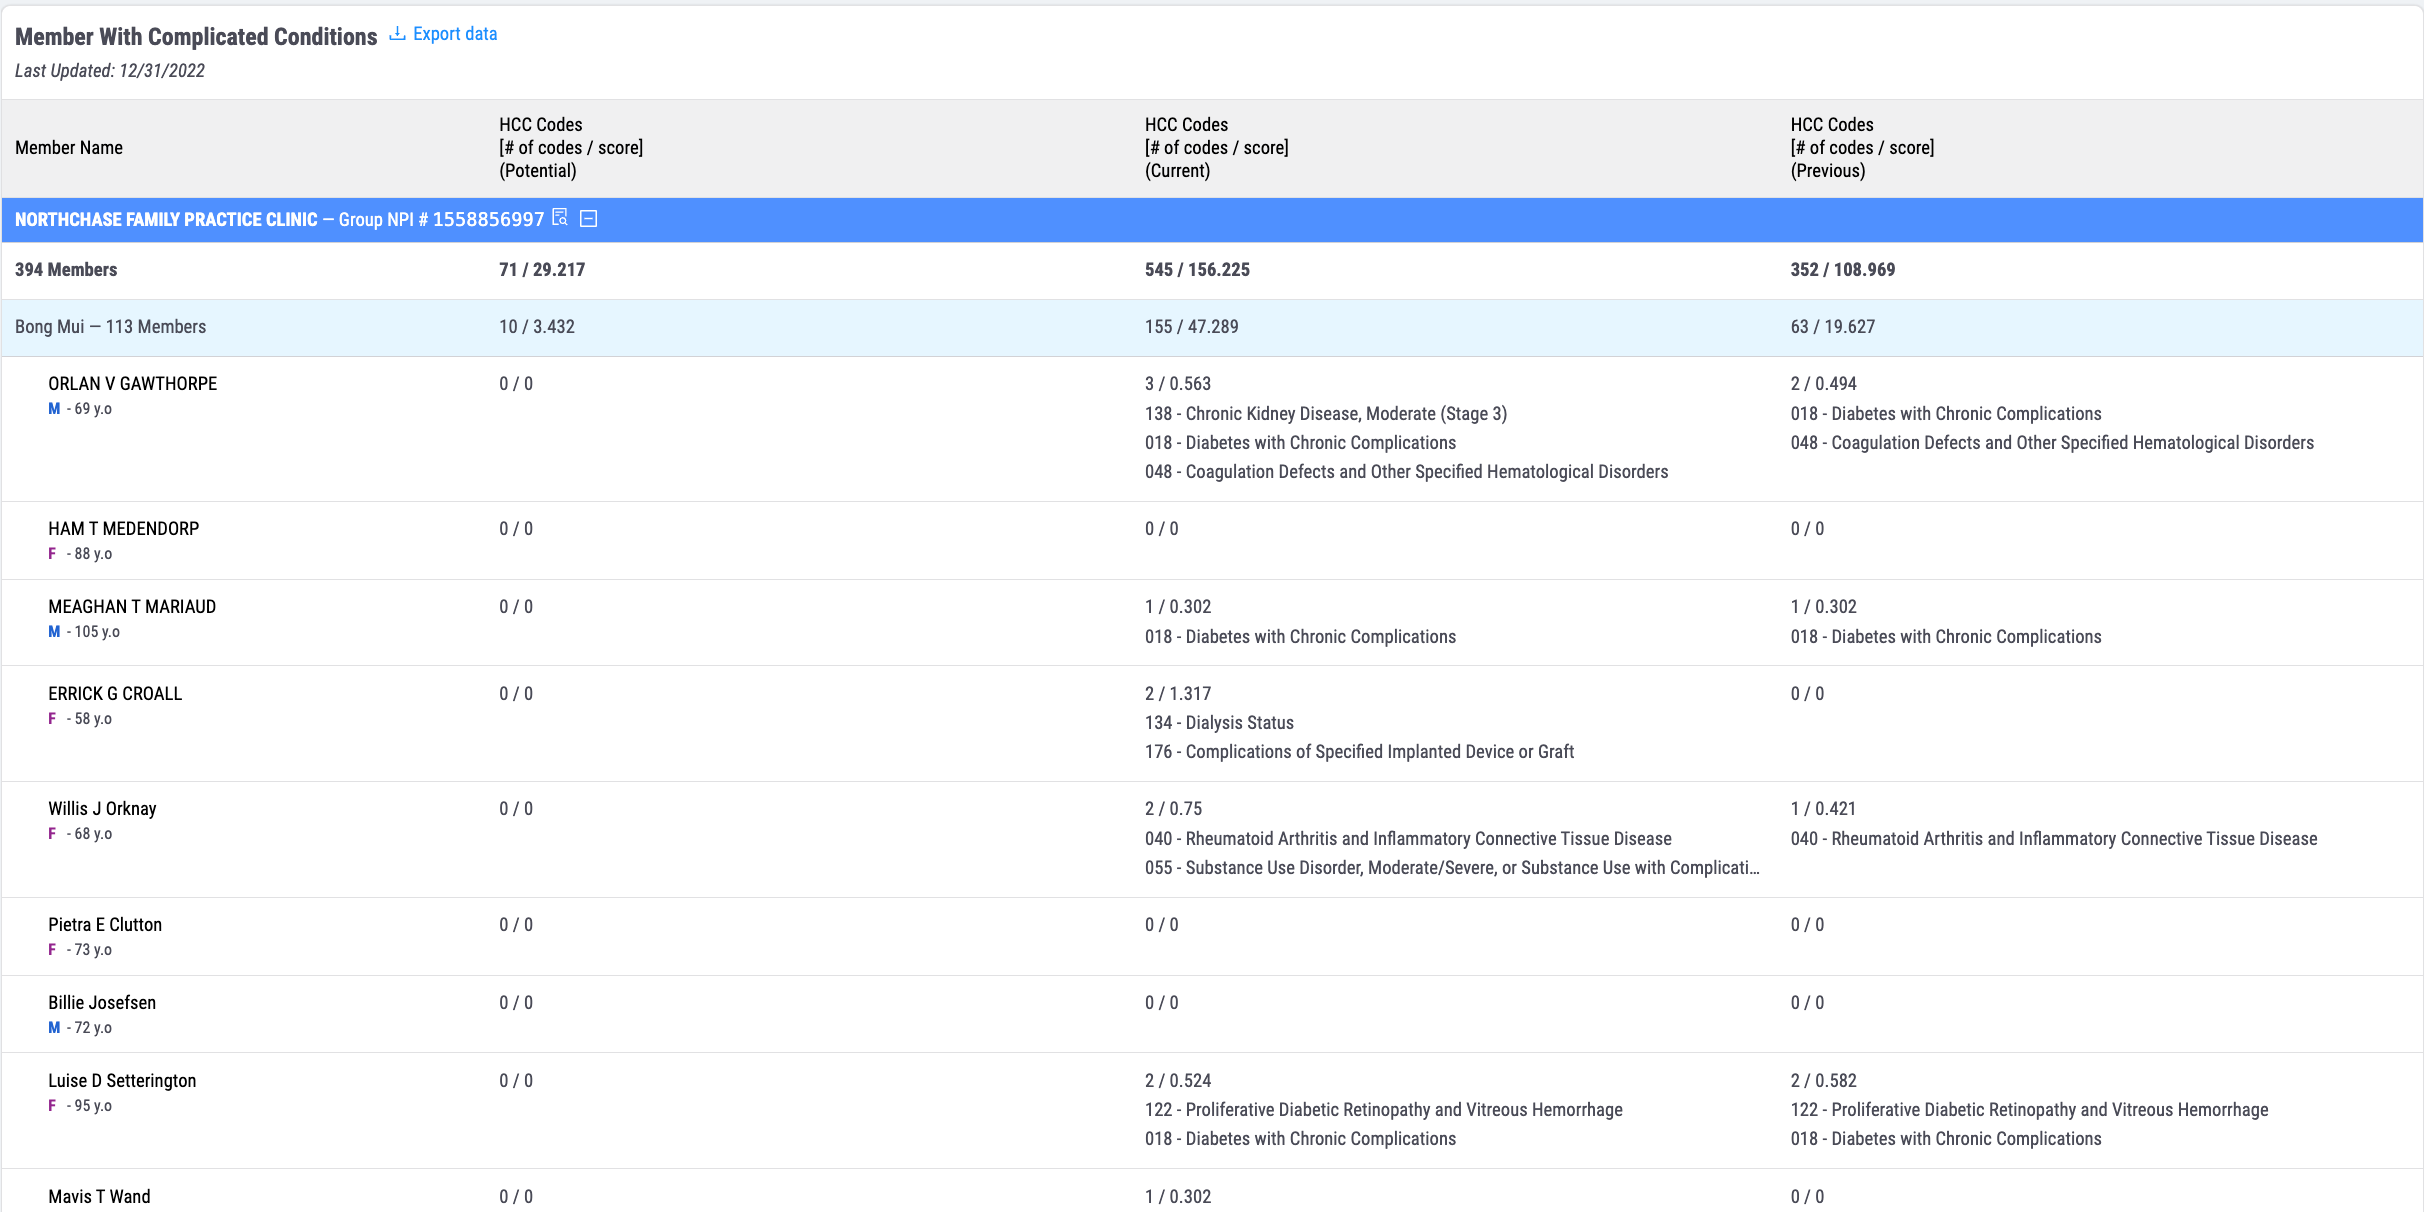 Member With Complicated Conditions Export data
Last Updated: 12/31/2022
Member Name
HCC Codes
[# of codes / score]
(Potential)
HCC Codes
[# of codes / score]
(Current)
HCC Codes
[# of codes / score]
(Previous)
NORTHCHASE FAMILY PRACTICE CLINIC — Group NPI # 1558856997
394 Members 71 / 29.217 545 / 156.225 352 / 108.969
Bong Mui — 113 Members 10 / 3.432 155 / 47.289 63 / 19.627
ORLAN V GAWTHORPE 0 / 0 3 / 0.563 2 / 0.494
M - 69 y.o 138 - Chronic Kidney Disease, Moderate (Stage 3) 018 - Diabetes with Chronic Complications
018 - Diabetes with Chronic Complications 048 - Coagulation Defects and Other Specified Hematological Disorders
048 - Coagulation Defects and Other Specified Hematological Disorders
HAM T MEDENDORP 0 / 0 0 / 0 0 / 0
F - 88 y.o
MEAGHAN T MARIAUD 0 / 0 1 / 0.302 1 / 0.302
M - 105 y.o 018 - Diabetes with Chronic Complications 018 - Diabetes with Chronic Complications
ERRICK G CROALL 0 / 0 2 / 1.317 0 / 0
F - 58 y.o 134 - Dialysis Status
176 - Complications of Specified Implanted Device or Graft
Willis J Orknay 0 / 0 2 / 0.75 1 / 0.421
F - 68 y.o 040 - Rheumatoid Arthritis and Inflammatory Connective Tissue Disease 040 - Rheumatoid Arthritis and Inflammatory Connective Tissue Disease
055 - Substance Use Disorder, Moderate/Severe, or Substance Use with Complicati...
Pietra E Clutton 0 / 0 0 / 0 0 / 0
F - 73 y.o
Billie Josefsen 0 / 0 0 / 0 0 / 0
M - 72 y.o
Luise D Setterington 0 / 0 2 / 0.524 2 / 0.582
F - 95 y.o 122 - Proliferative Diabetic Retinopathy and Vitreous Hemorrhage 122 - Proliferative Diabetic Retinopathy and Vitreous Hemorrhage
018 - Diabetes with Chronic Complications 018 - Diabetes with Chronic Complications
Mavis T Wand 0 / 0 1 / 0.302 0 / 0